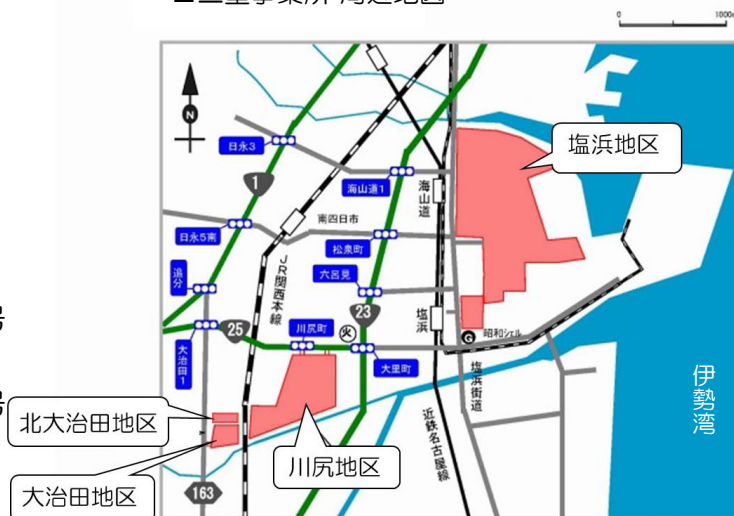 三重事業所 周辺地図
0
1000
N
塩浜地区
日永3
1
海山道1
海山道
南四日市
日永5南
松泉町
六呂見
追分
JR関西本線
23
塩浜
25
川尻町
火
G
昭和シェル
大治田1
大里町
塩浜街道
伊勢湾
号
号
北大治田地区
近鉄名古屋線
川尻地区
大治田地区
163